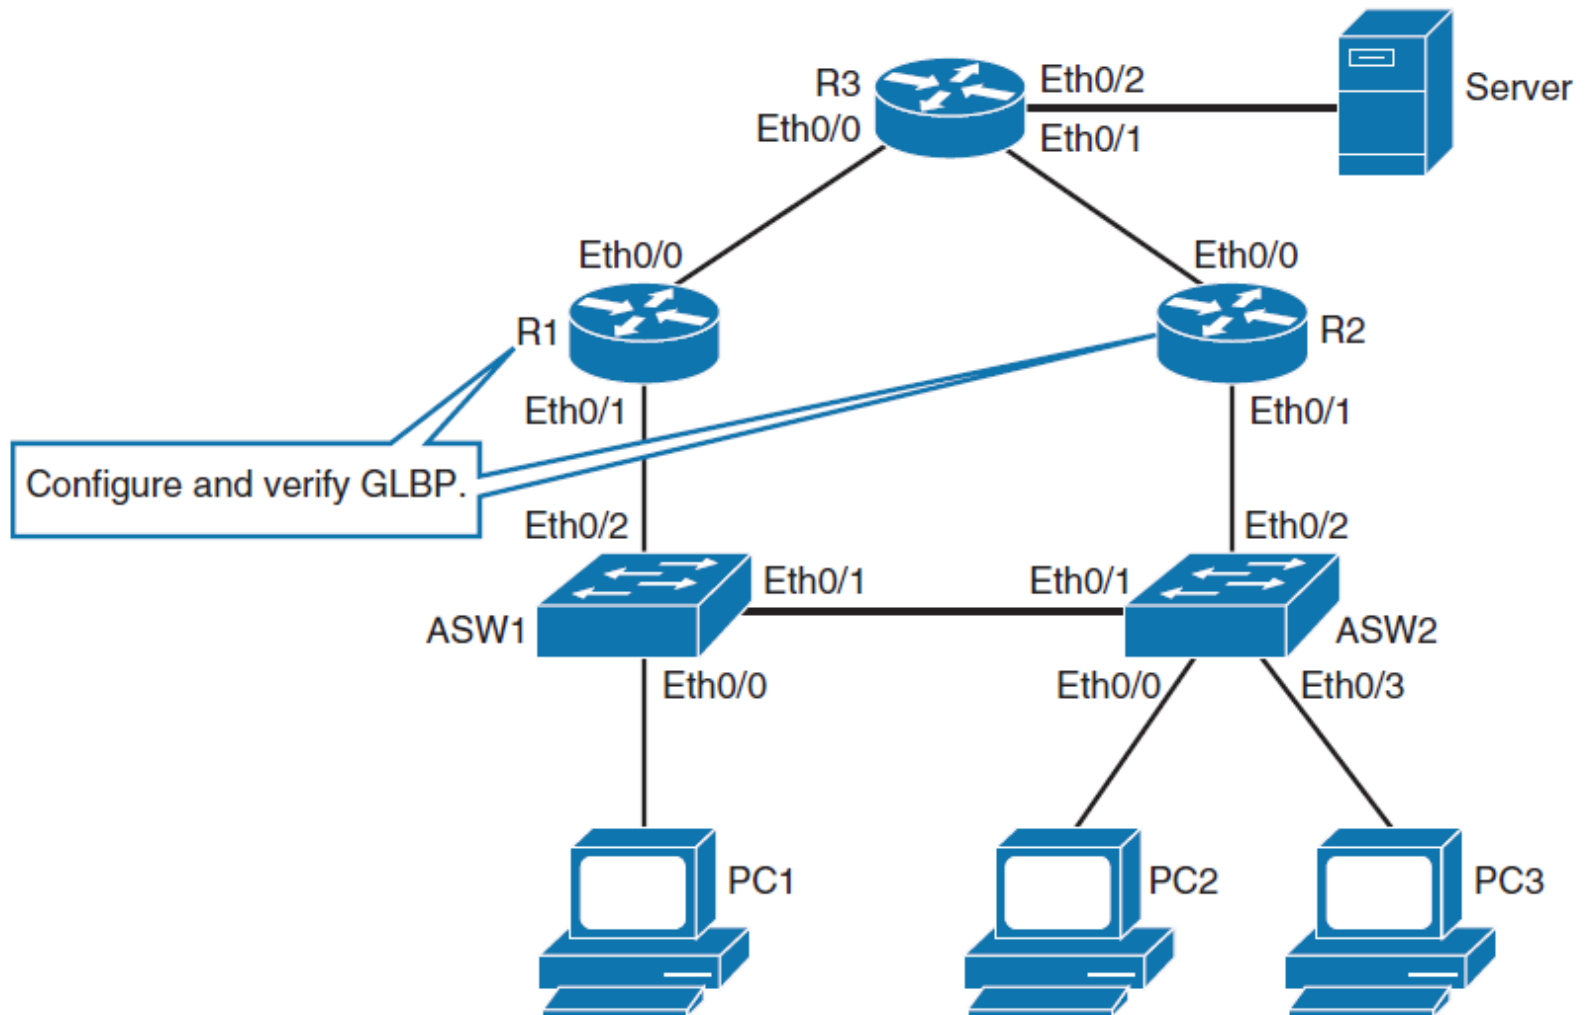 R3
Eth0/2
Server
Eth0/0
Eth0/1
Eth0/0
Eth0/0
R1
R2
Eth0/1
Eth0/1
Configure and verify GLBP.
Eth0/2
Eth0/2
Eth0/1
Eth0/1
ASW1
ASW2
Eth0/0
Eth0/0
Eth0/3
PC1
PC2
PC3